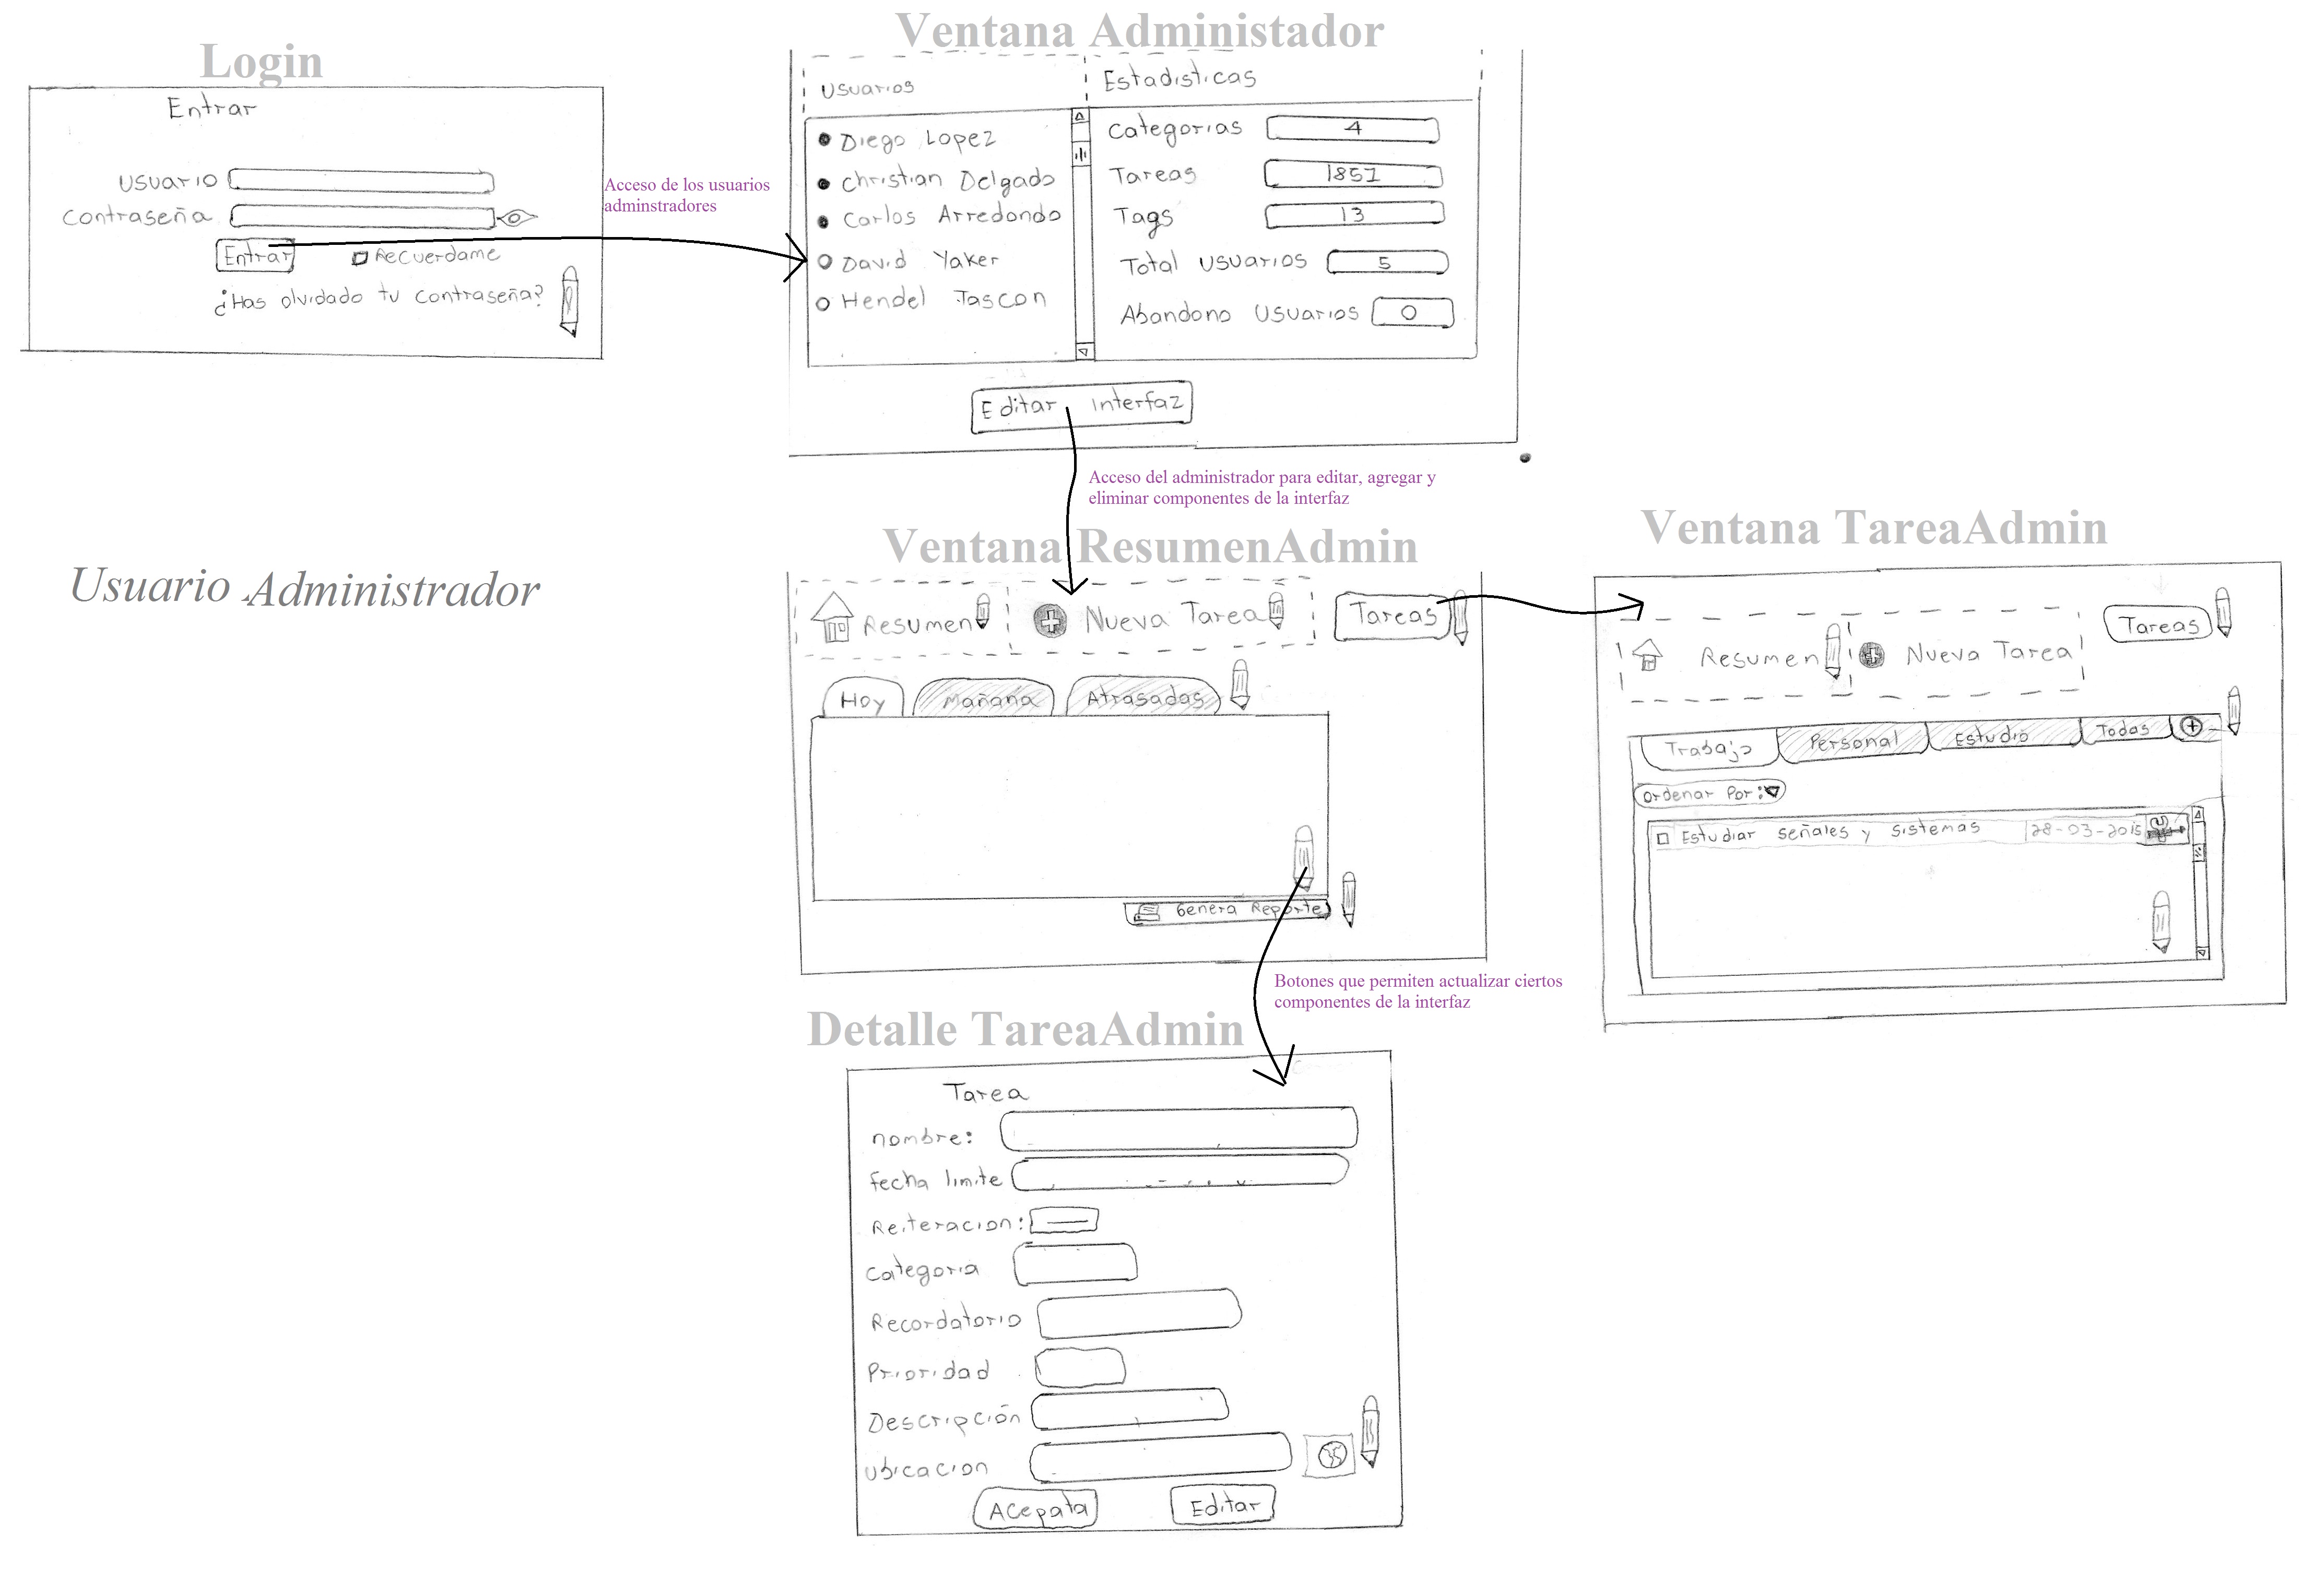 Login
Entrar
Usuario
Contraseña
Entrar
Recuerdame
¿Has olvidado tu contraseña?
Acceso de los usuarios
adminstradores
Ventana Administador
Usuarios
Estadisticas
Diego Lopez
Christian Delgado
Carlos Arredondo
David Yaker
Hendel Tascon
Categorias 4
Tareas 1851
Tags 13
Total usuarios 5
Abandono usuarios 0
Editar interfaz
Acceso del administrador para editar, agregar y
eliminar componentes de la interfaz
Usuario Administrador
Ventana ResumenAdmin
Resumen
Nueva Tarea
Tareas
Hoy
Mañana
Atrasadas
Genera Reporte
Botones que permiten actualizar ciertos
componentes de la interfaz
Ventana TareaAdmin
Tareas
Resumen
Nueva Tarea
Trabajo
Personal
Estudio
Todas
Ordenar Por:
Estudiar señales y sistemas 28-03-2015
Detalle TareaAdmin
Tarea
nombre:
fecha limite
Reiteracion:
Categoria
Recordatorio
Prioridad
Descripción
Ubicacion
Acepata
Editar